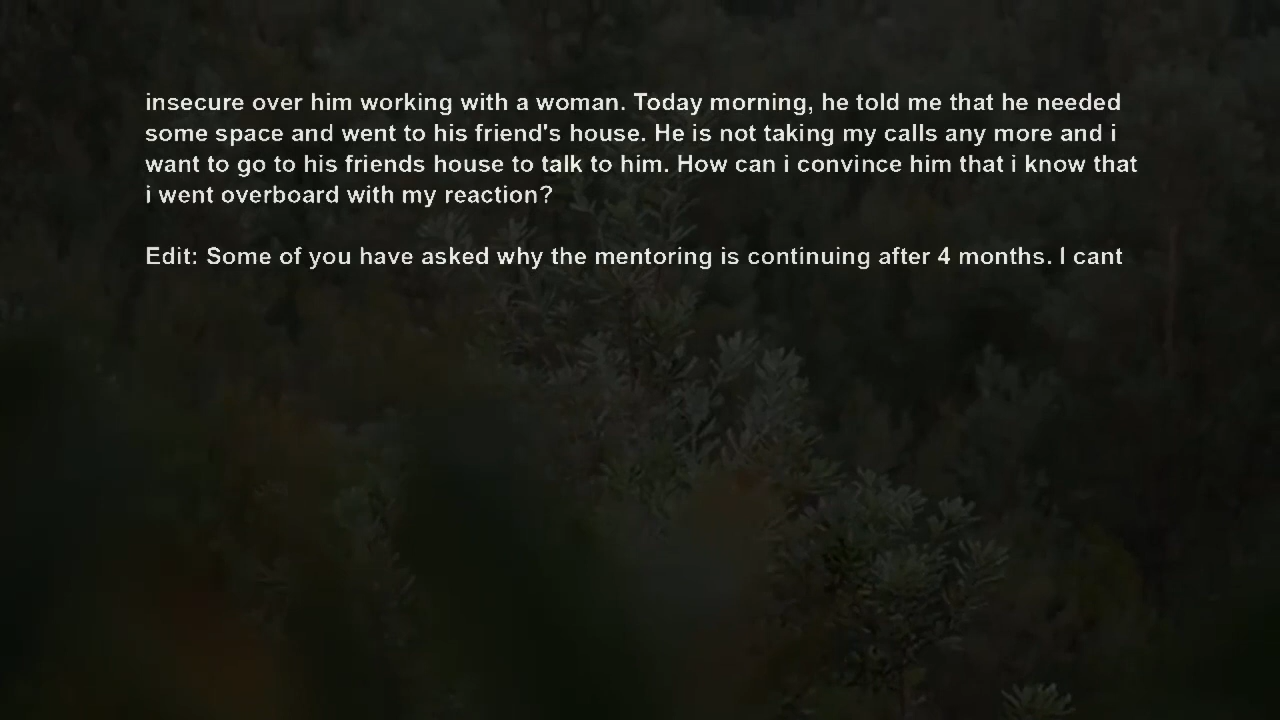 insecure over him working with a woman. Today morning, he told me that he needed
some space and went to his friend's house. He is not taking my calls any more and i
want to go to his friends house to talk to him. How can i convince him that i know that
i went overboard with my reaction?
Edit: Some of you have asked why the mentoring is continuing after 4 months. I cant